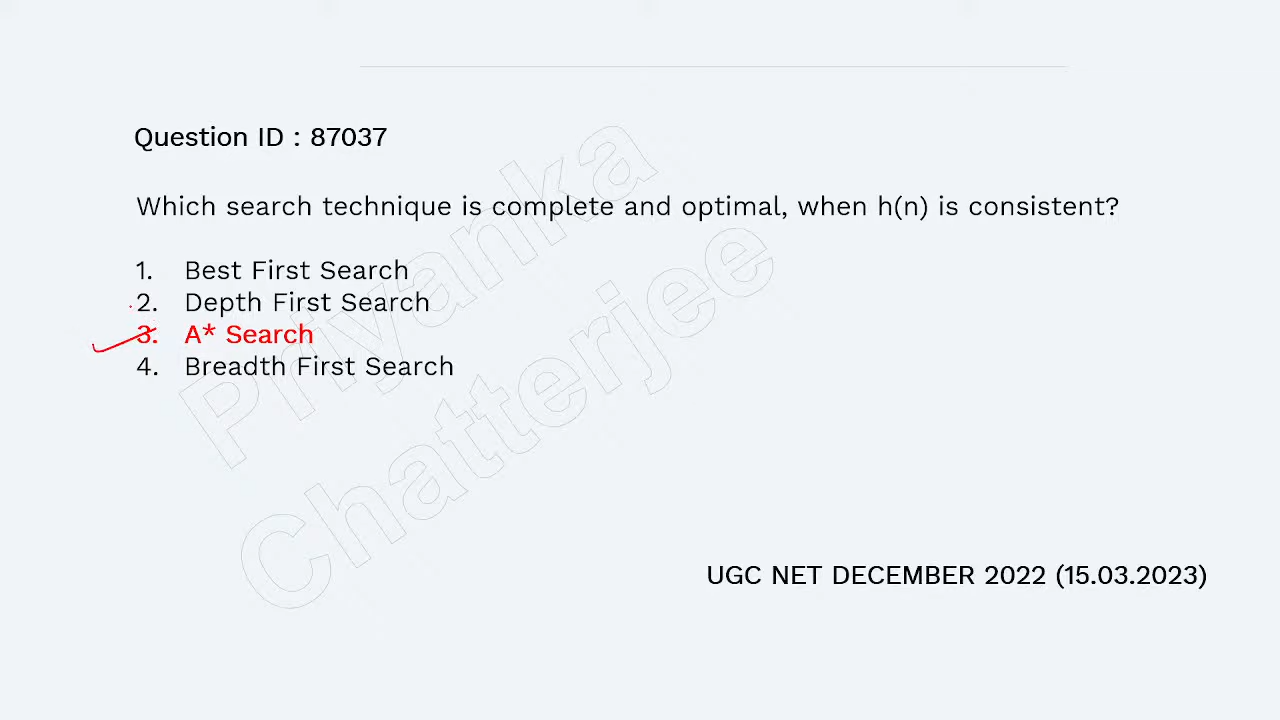 Question ID : 87037
Which search technique is complete and optimal, when h(n) is consistent?
1. Best First Search
2. Depth First Search
3. A* Search
4. Breadth First Search
Priyanka
Chatterjee
UGC NET DECEMBER 2022 (15.03.2023)